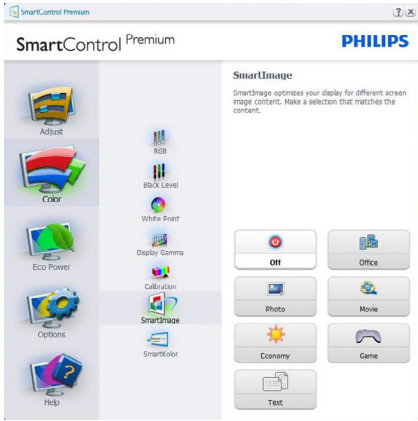 SmartControl Premium
SmartControl Premium
PHILIPS
Adjust
Color
Eco Power
Options
Help
RGB
Black Level
White Point
Display Gamma
Calibration
SmartImage
SmartKolor
SmartImage
SmartImage optimizes your display for different screen
image content. Make a selection that matches the
content.
Off
Office
Photo
Movie
Economy
Game
Text